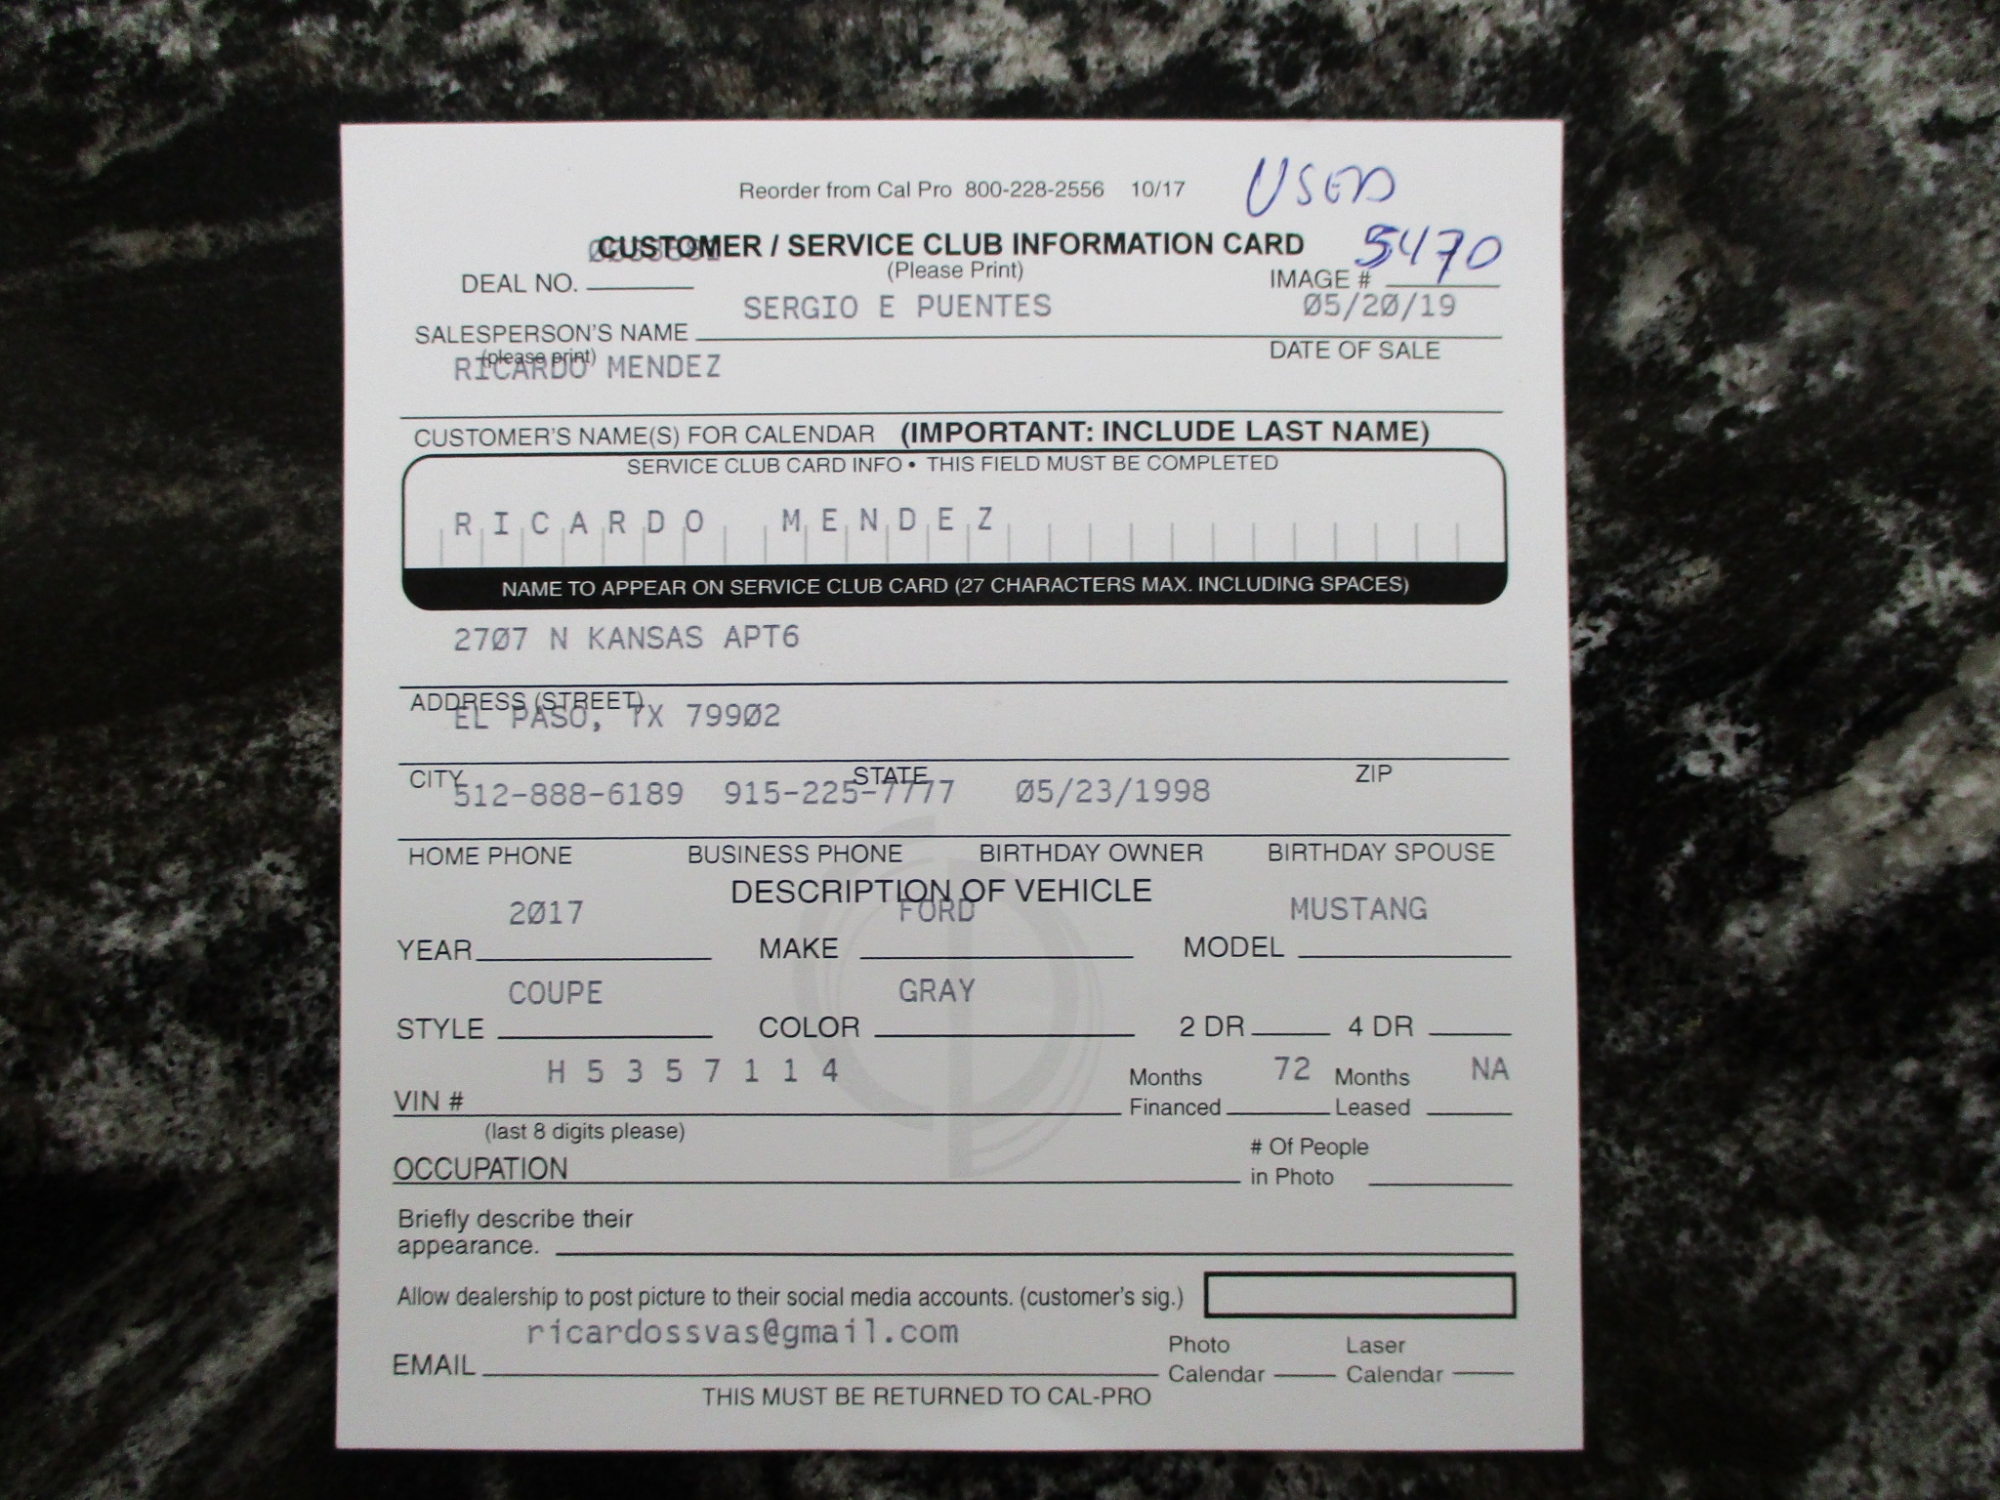 Reorder from Cal Pro 800-228-2556 10/17 USED
CUSTOMER / SERVICE CLUB INFORMATION CARD 5470
(Please Print)
DEAL NO. IMAGE #
SERGIO E PUENTES 05/20/19
SALESPERSON'S NAME
(please print) DATE OF SALE
RICARDO MENDEZ
CUSTOMER'S NAME(S) FOR CALENDAR (IMPORTANT: INCLUDE LAST NAME)
SERVICE CLUB CARD INFO • THIS FIELD MUST BE COMPLETED
RICARDO MENDEZ
NAME TO APPEAR ON SERVICE CLUB CARD (27 CHARACTERS MAX. INCLUDING SPACES)
2707 N KANSAS APT6
ADDRESS (STREET)
EL PASO, TX 79902
CITY STATE ZIP
512-888-6189 915-225-7777 05/23/1998
HOME PHONE BUSINESS PHONE BIRTHDAY OWNER BIRTHDAY SPOUSE
DESCRIPTION OF VEHICLE
2017 FORD MUSTANG
YEAR MAKE MODEL
COUPE GRAY
STYLE COLOR 2 DR 4 DR
H 5 3 5 7 1 1 4 72 NA
VIN # Months Financed Months Leased
(last 8 digits please)
OCCUPATION # Of People in Photo
Briefly describe their
appearance.
Allow dealership to post picture to their social media accounts. (customer's sig.)
ricardossvas@gmail.com
EMAIL Photo Calendar Laser Calendar
THIS MUST BE RETURNED TO CAL-PRO